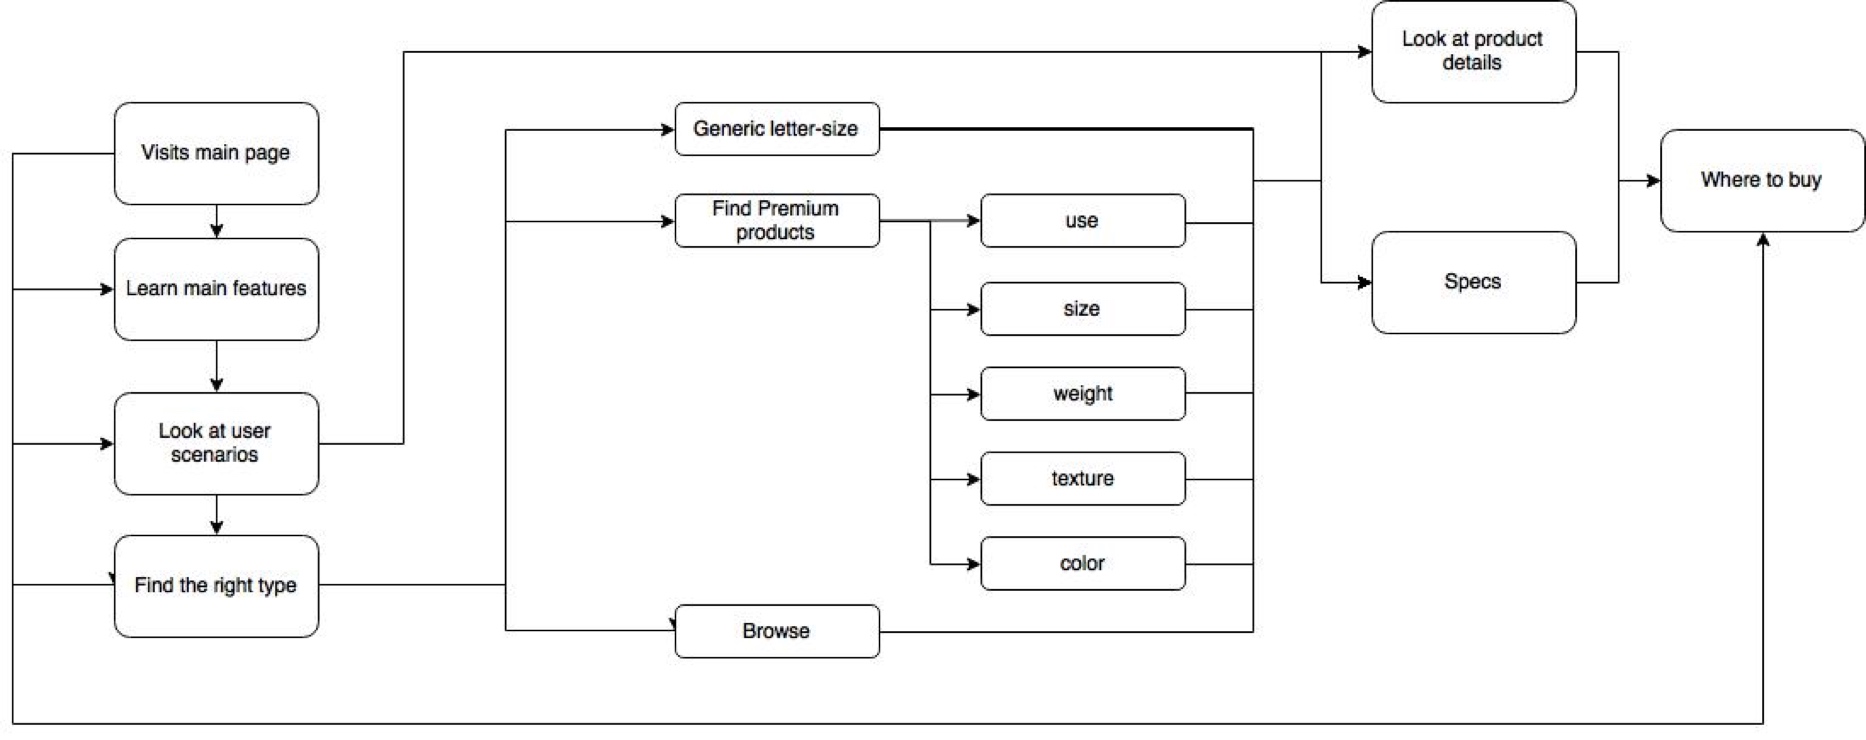 Look at product
details
Visits main page
Generic letter-size
Where to buy
Find Premium
products
use
Learn main features
size
Specs
weight
Look at user
scenarios
texture
color
Find the right type
Browse